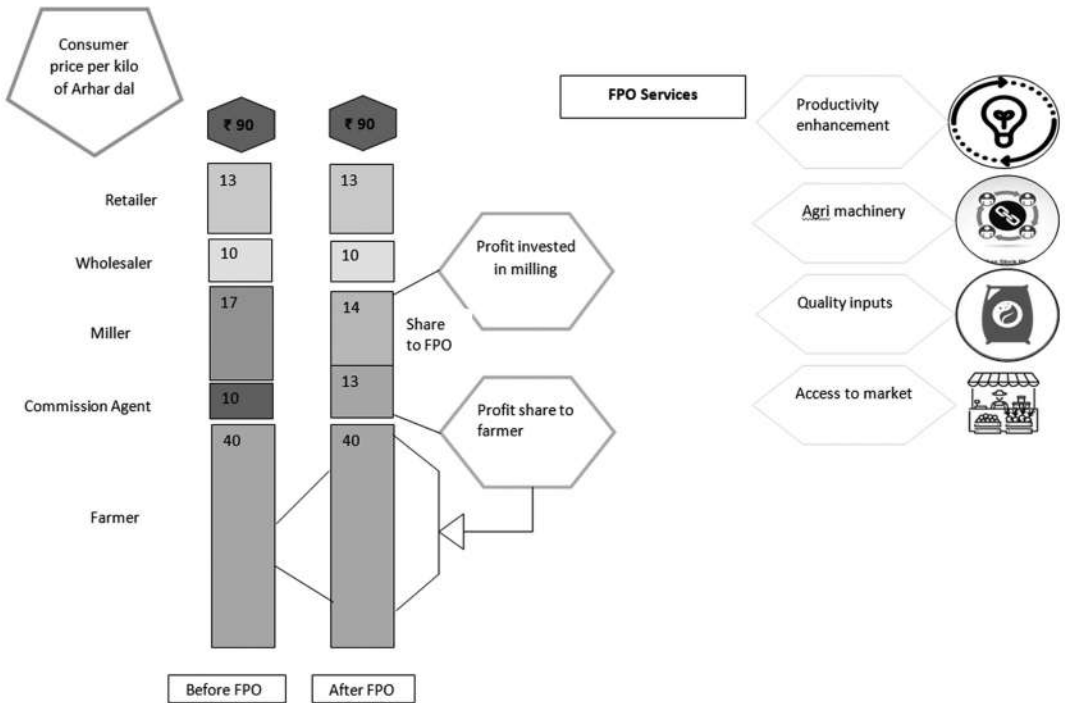 Consumer
price per kilo
of Arhar dal
₹ 90
₹ 90
FPO Services
Productivity
enhancement
Retailer
13
13
Agri machinery
Wholesaler
10
10
Profit invested
in milling
Miller
17
14
Share
to FPO
Quality inputs
Commission Agent
10
13
Profit share to
farmer
Access to market
Farmer
40
40
Before FPO
After FPO